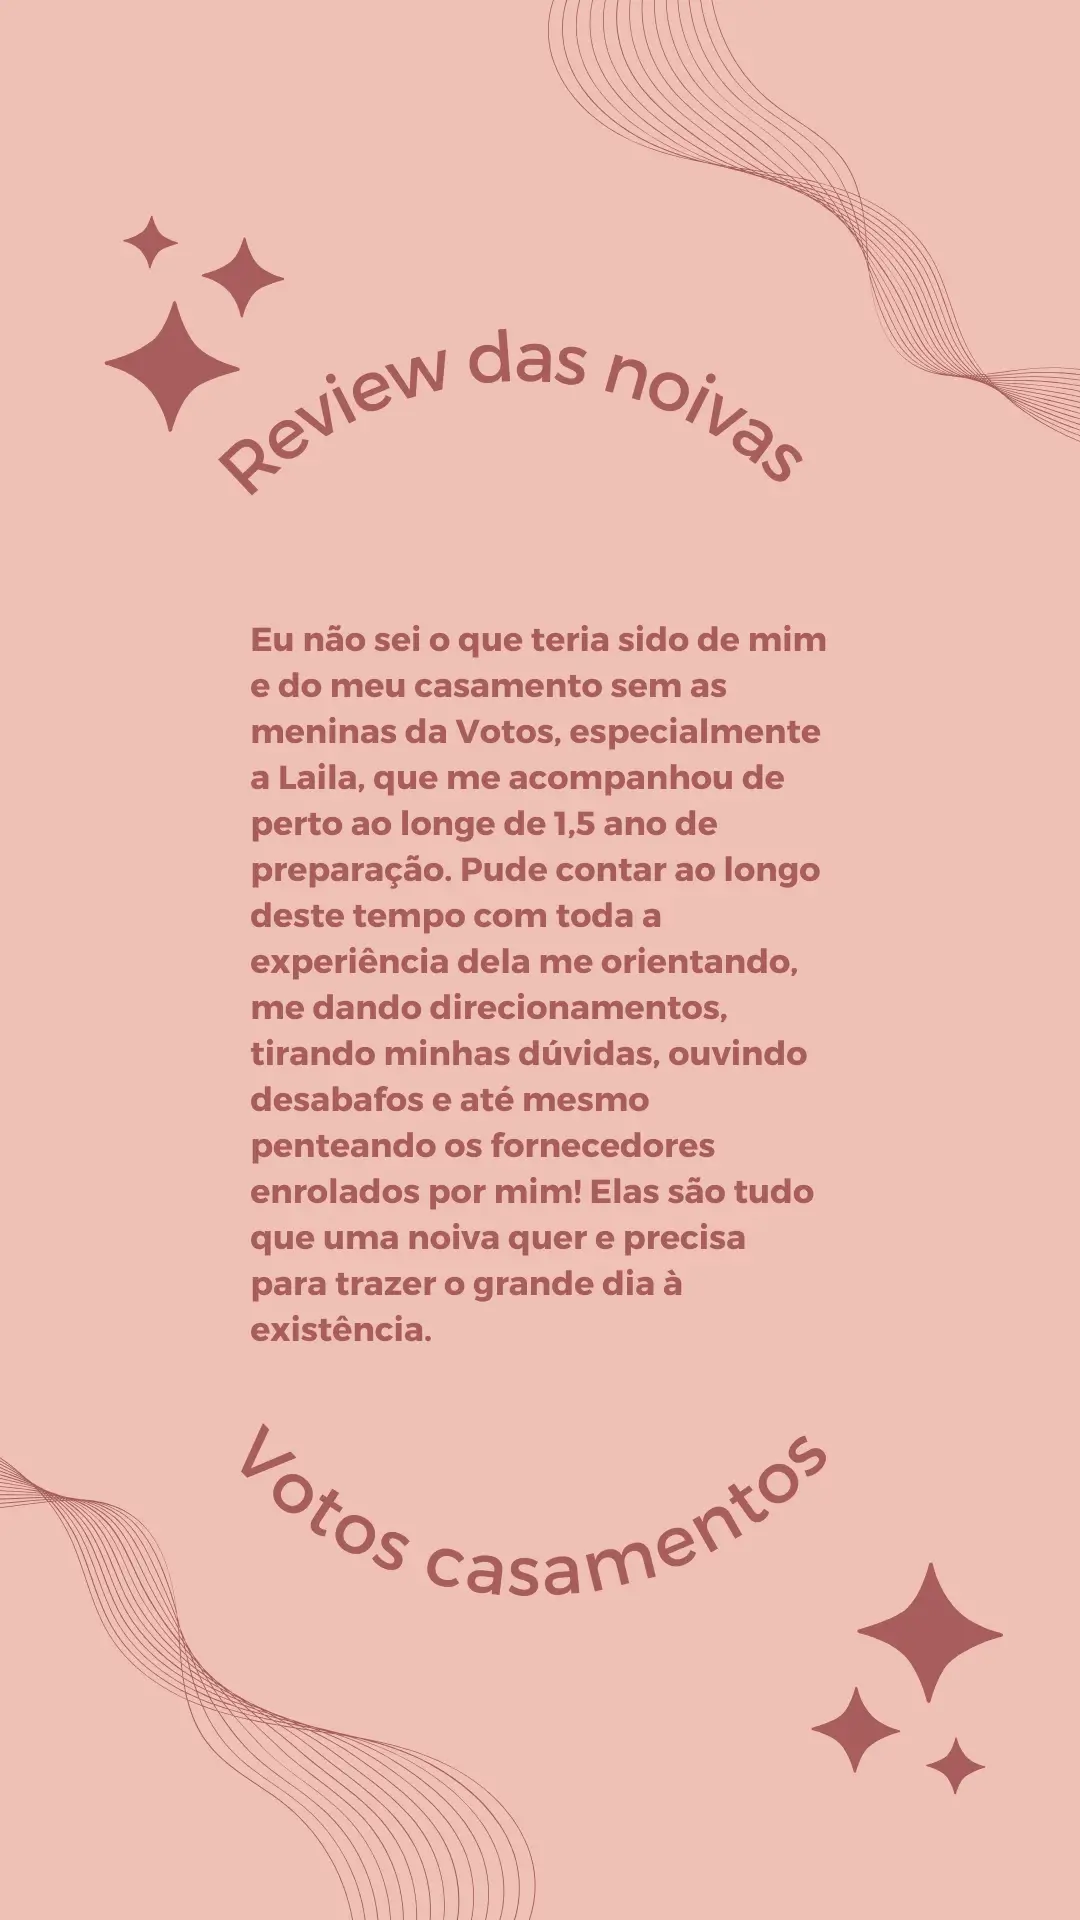 Review das noivas
Eu não sei o que teria sido de mim
e do meu casamento sem as
meninas da Votos, especialmente
a Laila, que me acompanhou de
perto ao longe de 1,5 ano de
preparação. Pude contar ao longo
deste tempo com toda a
experiência dela me orientando,
me dando direcionamentos,
tirando minhas dúvidas, ouvindo
desabafos e até mesmo
penteando os fornecedores
enrolados por mim! Elas são tudo
que uma noiva quer e precisa
para trazer o grande dia à
existência.
Votos casamentos